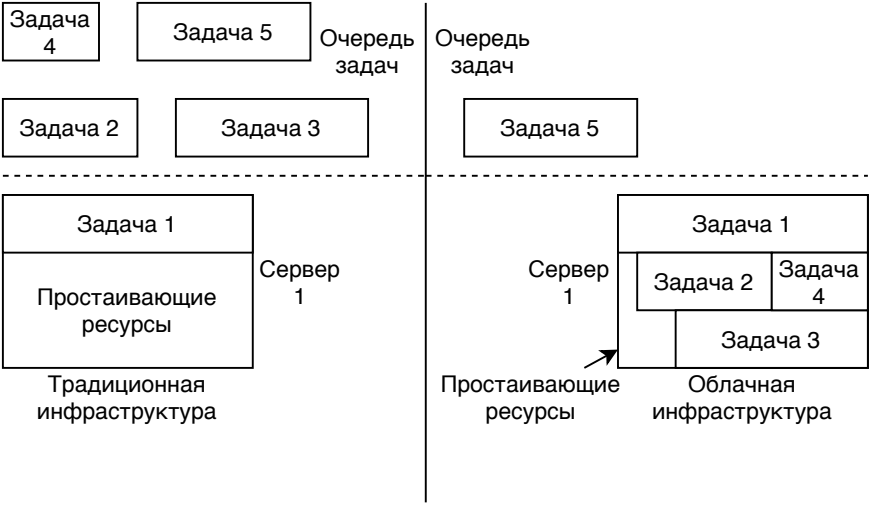 Задача
4
Задача 5
Очередь
задач
Задача 2
Задача 3
Задача 1
Простаивающие
ресурсы
Сервер
1
Традиционная
инфраструктура
Очередь
задач
Задача 5
Задача 1
Сервер
1
Задача 2
Задача
4
Задача 3
Простаивающие
ресурсы
Облачная
инфраструктура